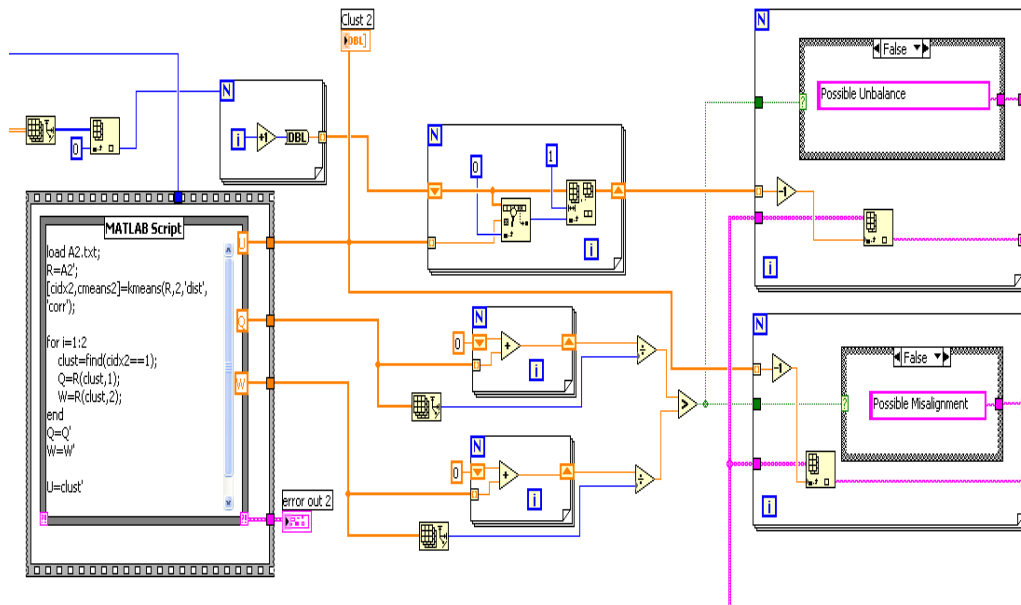 Clust 2
DBL]
N
False
?
Possible Unbalance
N
i
+1
DBL
0
N
0
1
i
-1
i
MATLAB Script
load A2.txt;
R=A2';
[cidx2,cmeans2]=kmeans(R,2,'dist',
'corr');
for i=1:2
clust=find(cidx2==1);
Q=R(clust,1);
W=R(clust,2);
end
Q=Q'
W=W'
U=clust'
U
Q
W
error out 2
N
0
+
i
÷
>
N
0
+
i
÷
N
False
?
Possible Misalignment
-1
i